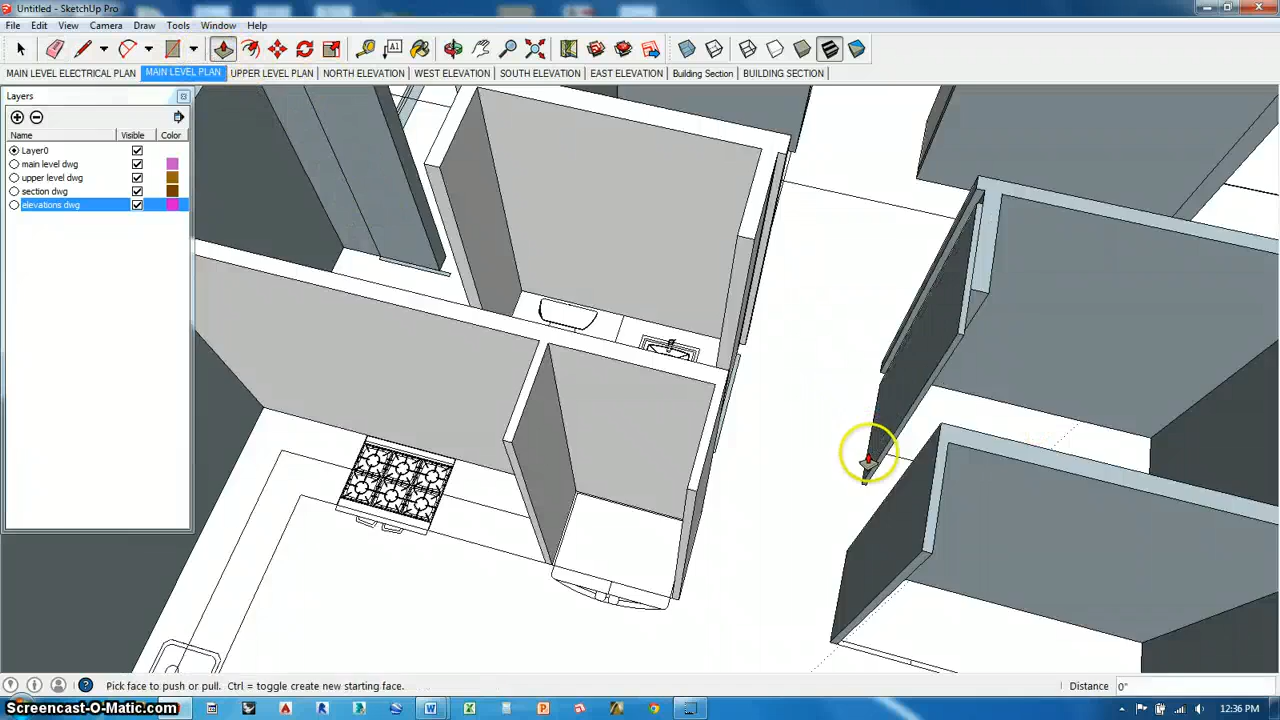 Untitled - SketchUp Pro
File Edit View Camera Draw Tools Window Help
A1
MAIN LEVEL ELECTRICAL PLAN MAIN LEVEL PLAN UPPER LEVEL PLAN NORTH ELEVATION WEST ELEVATION SOUTH ELEVATION EAST ELEVATION Building Section BUILDING SECTION
Layers
Name Visible Color
Layer0
main level dwg
upper level dwg
section dwg
elevations dwg
Pick face to push or pull. Ctrl = toggle create new starting face. Distance 0"
Screencast-O-Matic.com 12:36 PM